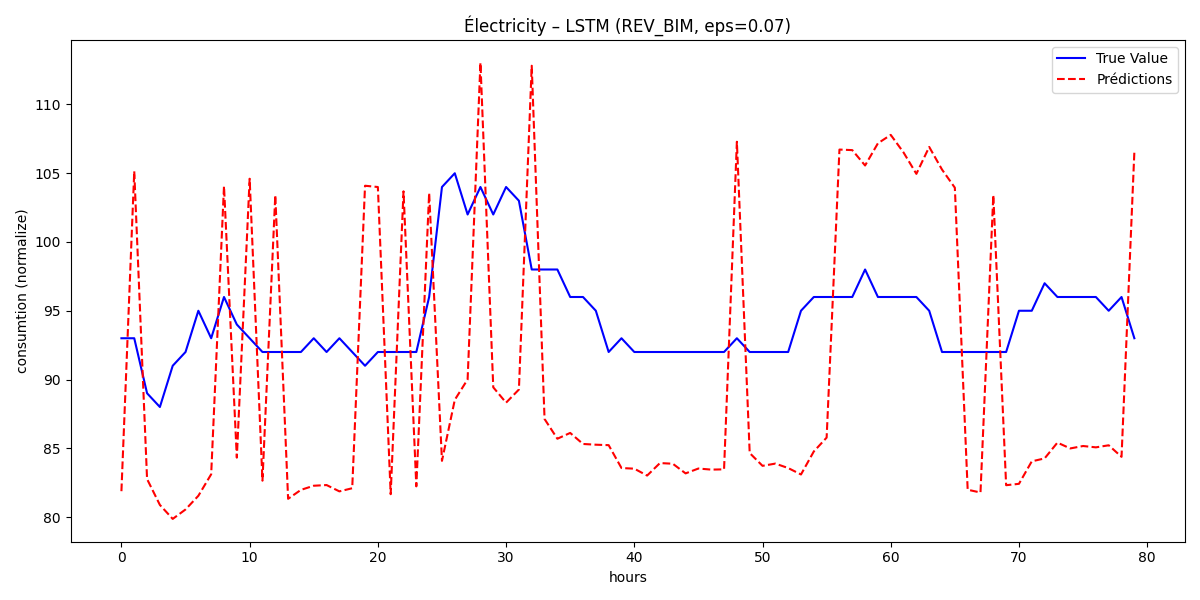 Électricity – LSTM (REV_BIM, eps=0.07)
True Value
Prédictions
consumtion (normalize)
110
105
100
95
90
85
80
0 10 20 30 40 50 60 70 80
hours